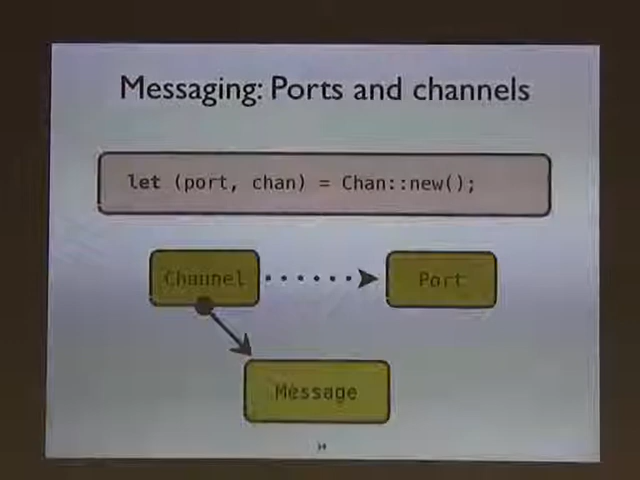 Messaging: Ports and channels
let (port, chan) = Chan::new();
Channel
Port
Message